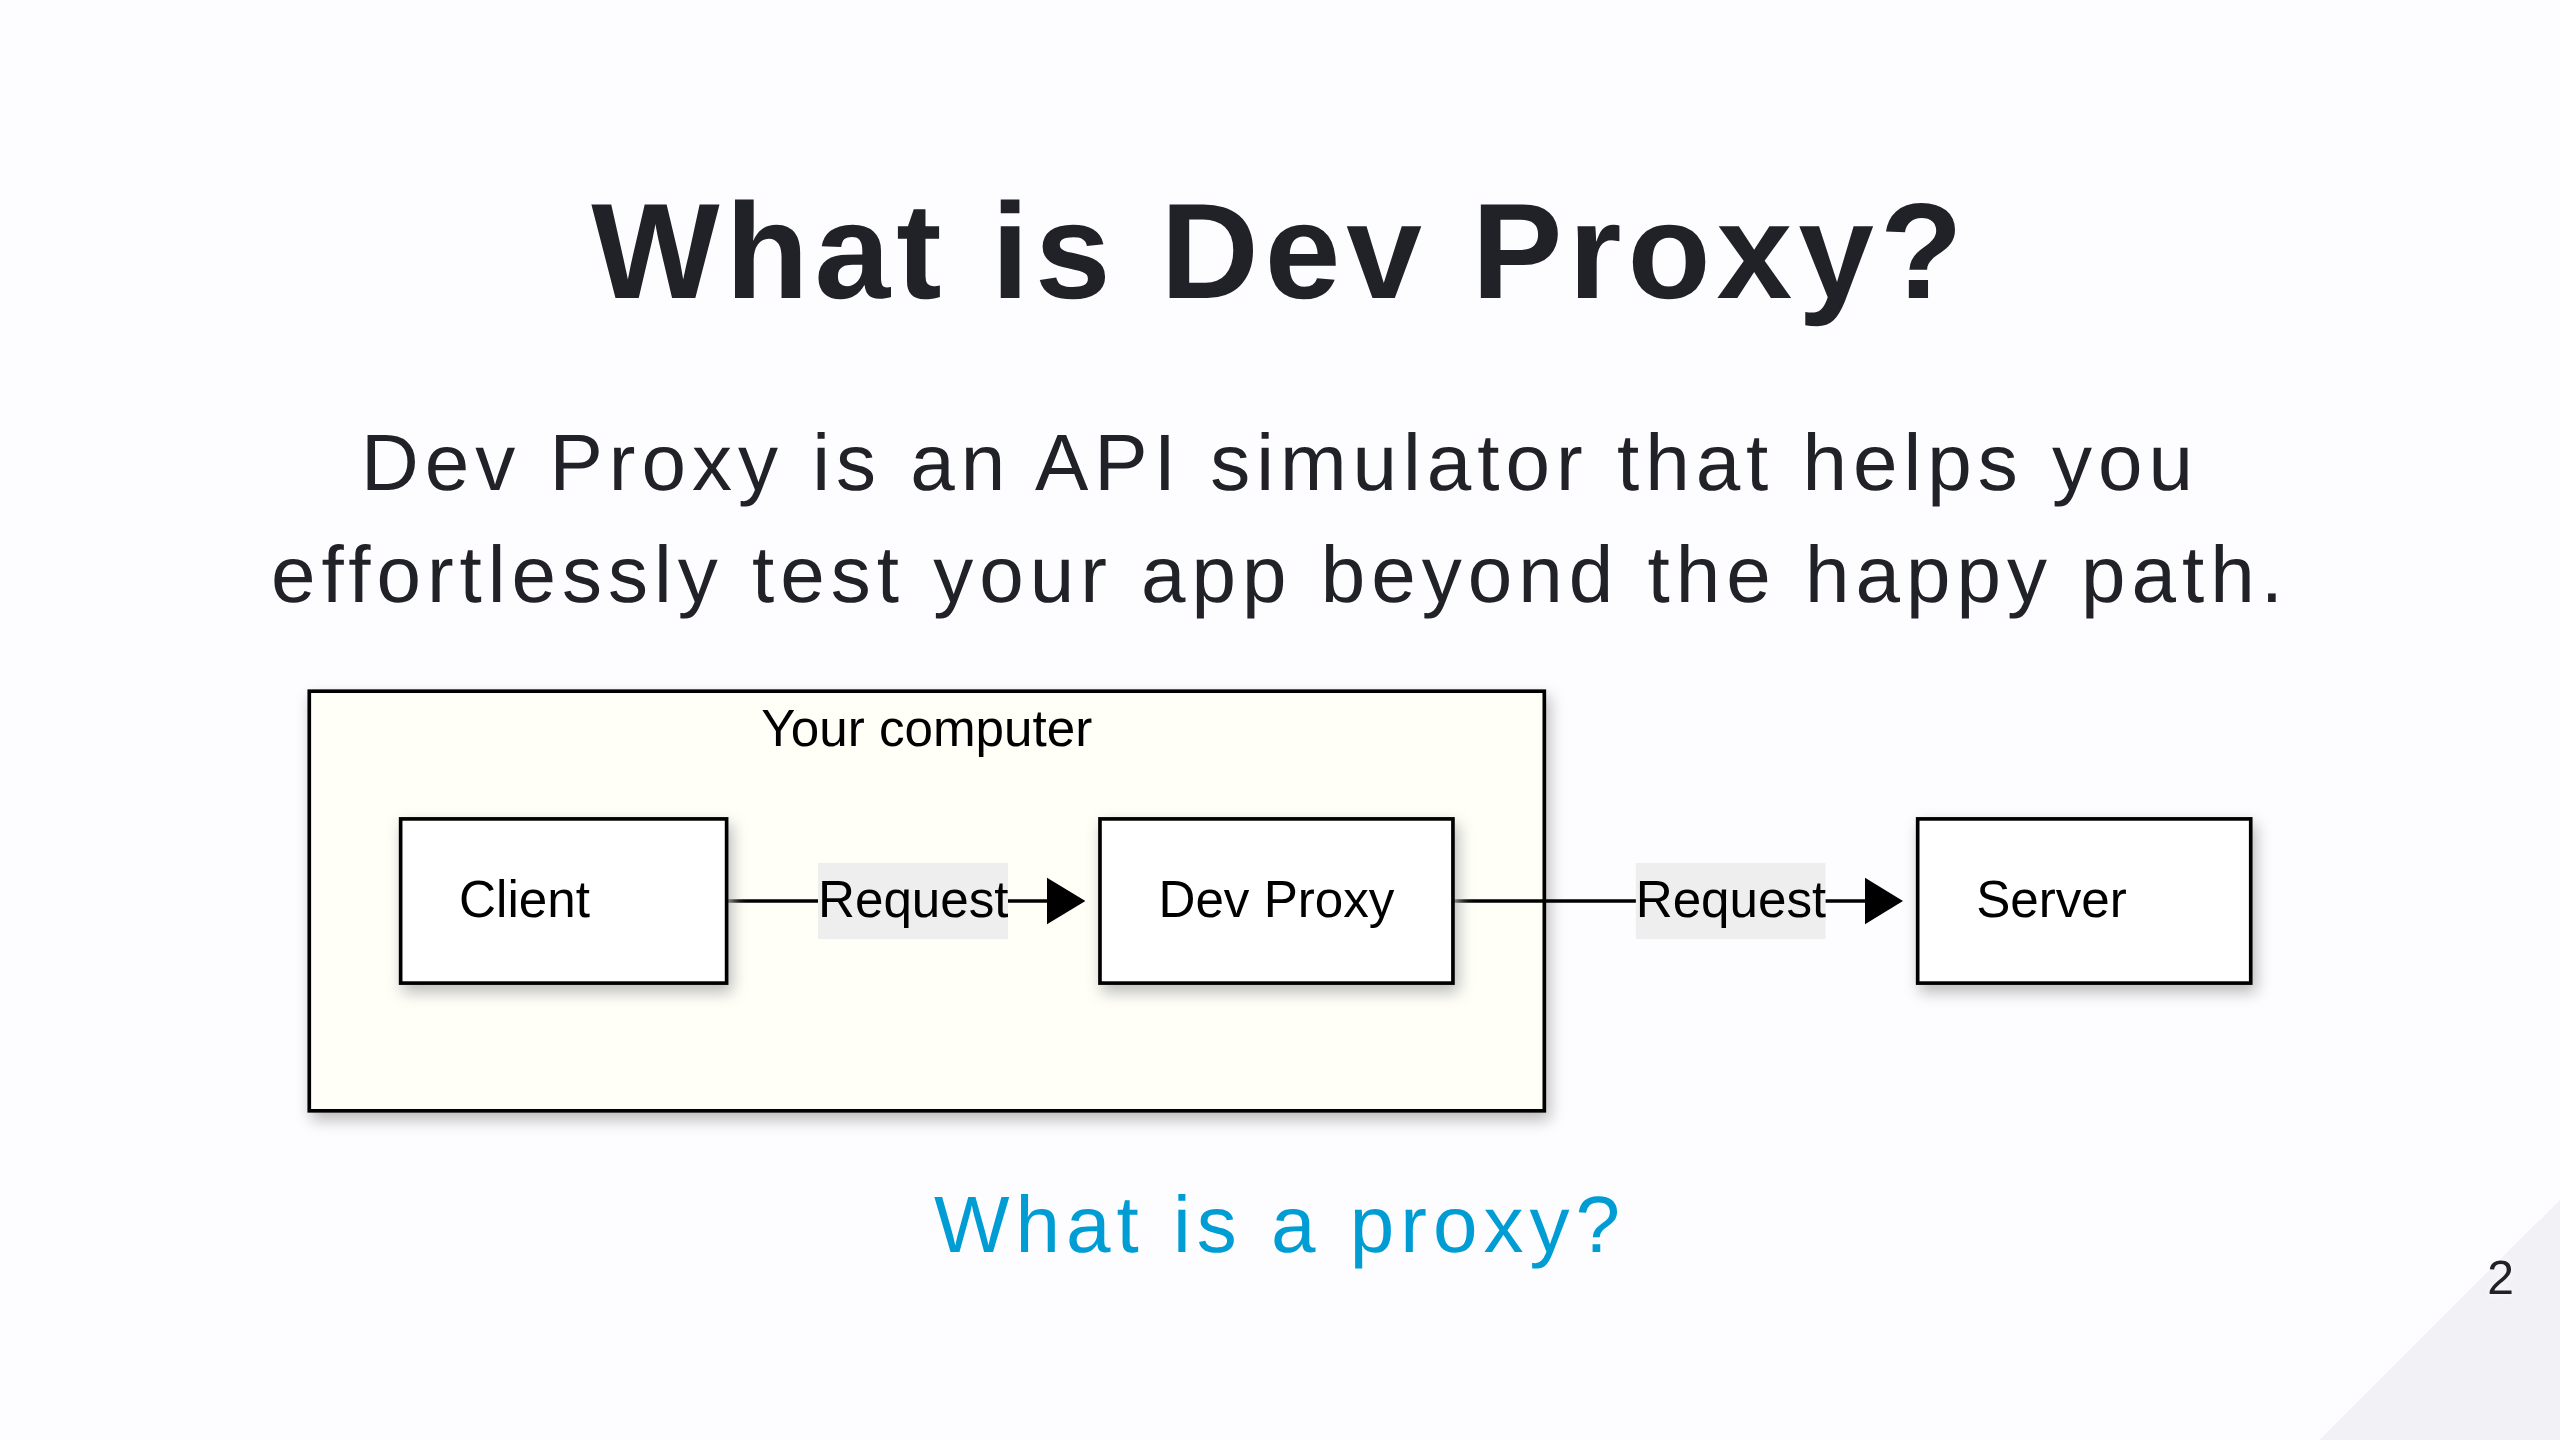 What is Dev Proxy?
Dev Proxy is an API simulator that helps you
effortlessly test your app beyond the happy path.
Your computer
Client
Request
Dev Proxy
Request
Server
What is a proxy?
2